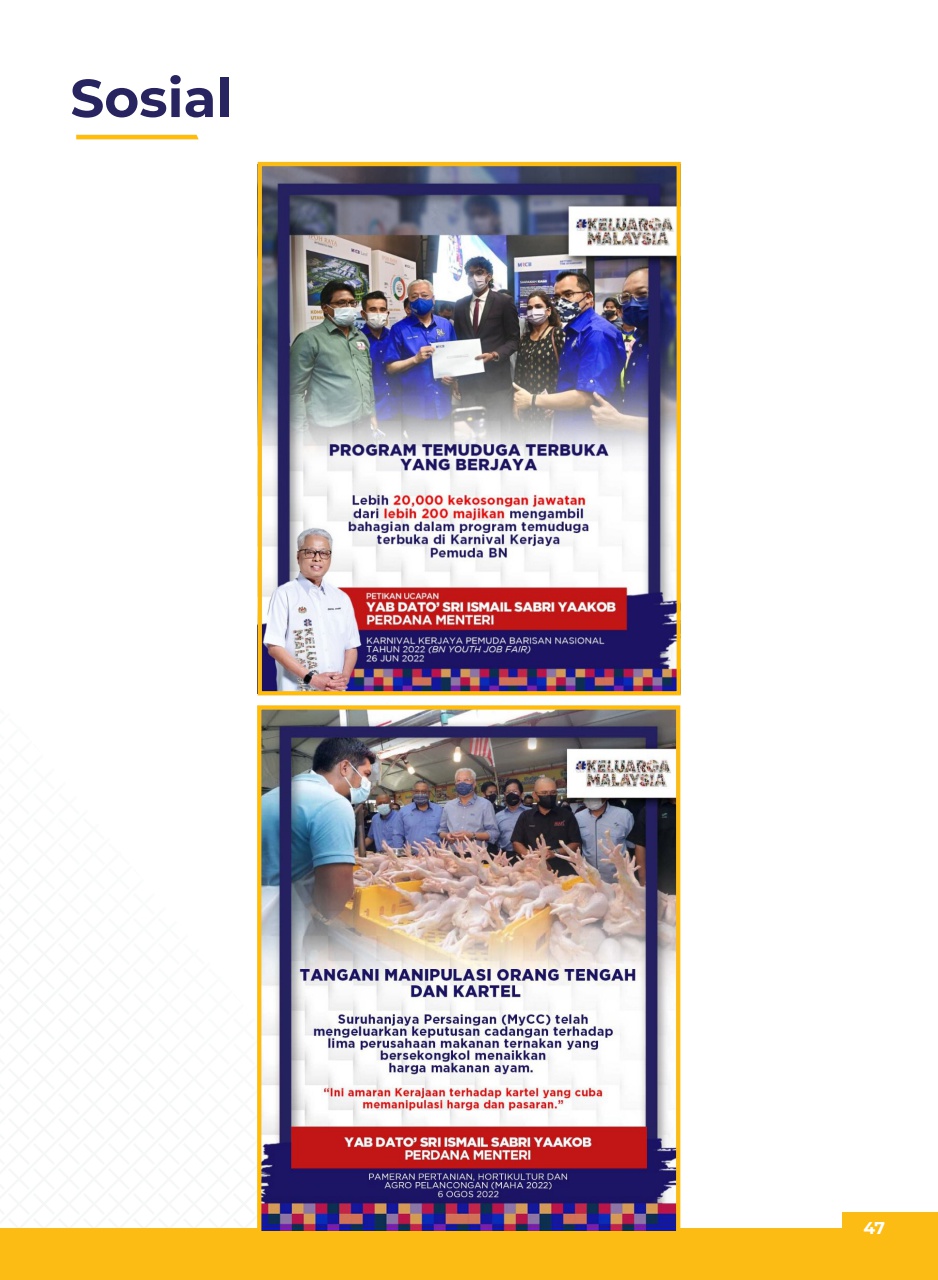 Sosial
#KELUARGA
MALAYSIA
PROGRAM TEMUDUGA TERBUKA
YANG BERJAYA
Lebih 20,000 kekosongan jawatan
dari lebih 200 majikan mengambil
bahagian dalam program temuduga
terbuka di Karnival Kerjaya
Pemuda BN
PETIKAN UCAPAN
YAB DATO' SRI ISMAIL SABRI YAAKOB
PERDANA MENTERI
KARNIVAL KERJAYA PEMUDA BARISAN NASIONAL
TAHUN 2022 (BN YOUTH JOB FAIR)
26 JUN 2022
#KELUARGA
MALAYSIA
TANGANI MANIPULASI ORANG TENGAH
DAN KARTEL
Suruhanjaya Persaingan (MyCC) telah
mengeluarkan keputusan cadangan terhadap
lima perusahaan makanan ternakan yang
bersekongkol menaikkan
harga makanan ayam.
“Ini amaran Kerajaan terhadap kartel yang cuba
memanipulasi harga dan pasaran.”
YAB DATO' SRI ISMAIL SABRI YAAKOB
PERDANA MENTERI
PAMERAN PERTANIAN, HORTIKULTUR DAN
AGRO PELANCONGAN (MAHA 2022)
6 OGOS 2022
47